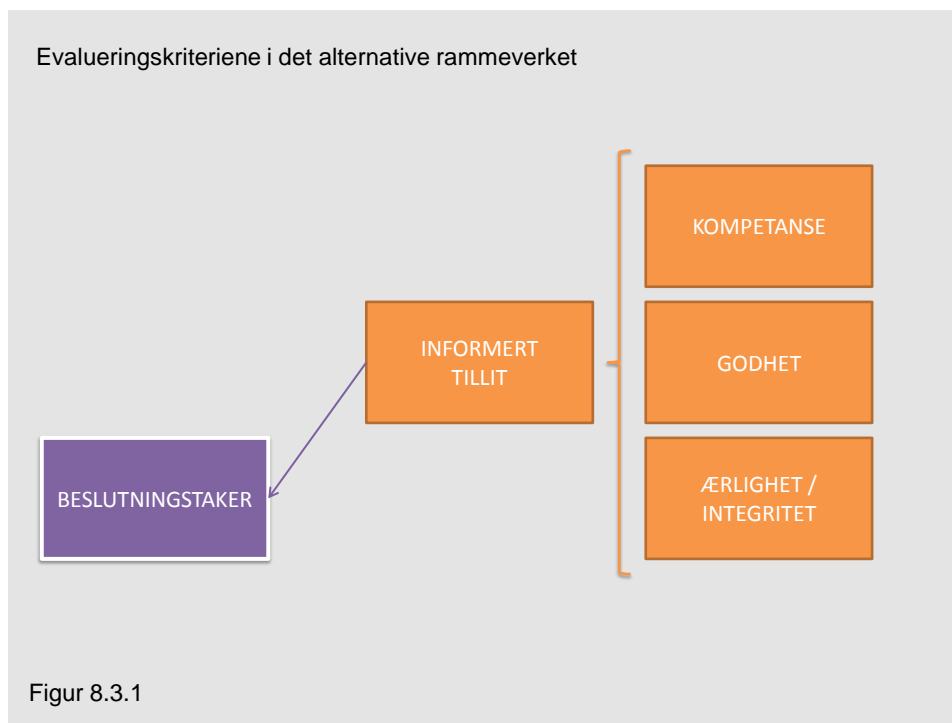 Evalueringskriteriene i det alternative rammeverket
KOMPETANSE
INFORMERT
TILLIT
GODHET
BESLUTNINGSTAKER
ÆRLIGHET /
INTEGRITET
Figur 8.3.1